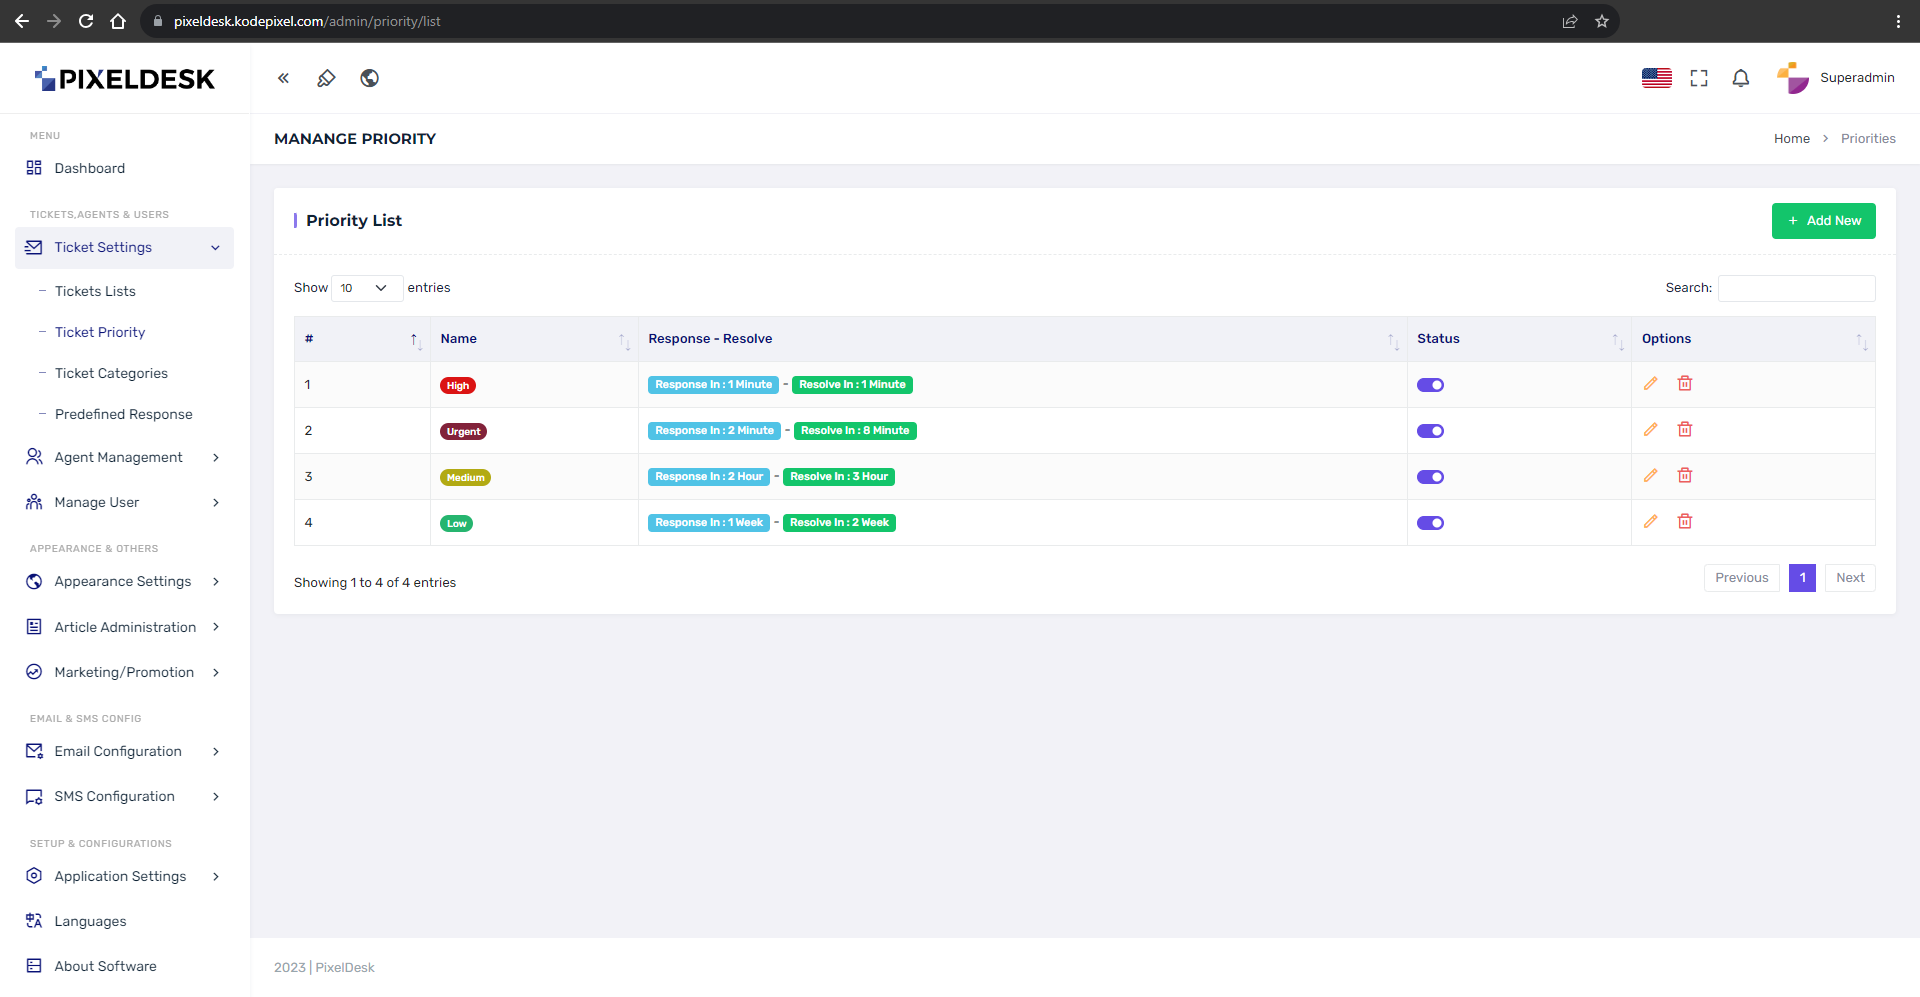 pixeldesk.kodepixel.com/admin/priority/list
PIXELDESK
Superadmin
MENU
Dashboard
TICKETS,AGENTS & USERS
Ticket Settings
Tickets Lists
Ticket Priority
Ticket Categories
Predefined Response
Agent Management
Manage User
APPEARANCE & OTHERS
Appearance Settings
Article Administration
Marketing/Promotion
EMAIL & SMS CONFIG
Email Configuration
SMS Configuration
SETUP & CONFIGURATIONS
Application Settings
Languages
About Software
MANANGE PRIORITY
Home > Priorities
Priority List
+ Add New
Show 10 entries
Search:
# Name Response - Resolve Status Options
1 High Response In : 1 Minute - Resolve In : 1 Minute
2 Urgent Response In : 2 Minute - Resolve In : 8 Minute
3 Medium Response In : 2 Hour - Resolve In : 3 Hour
4 Low Response In : 1 Week - Resolve In : 2 Week
Showing 1 to 4 of 4 entries
Previous 1 Next
2023 | PixelDesk